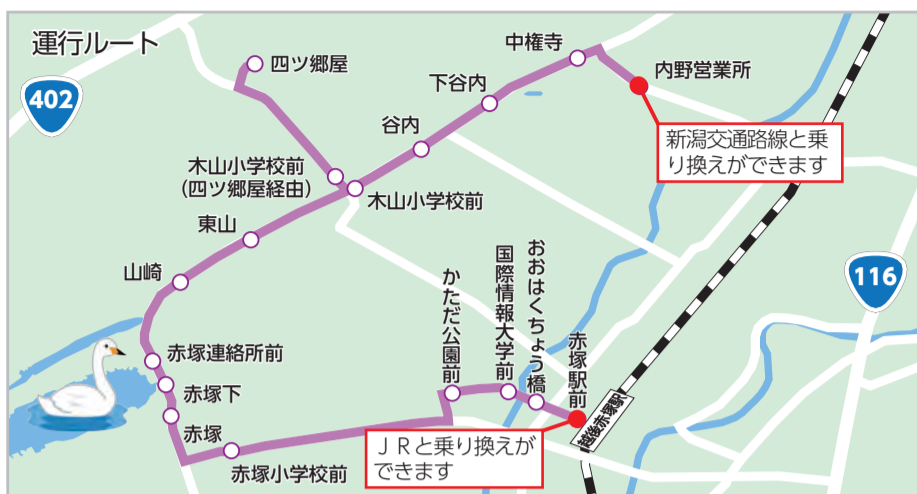 運行ルート
402
四ツ郷屋
中権寺
内野営業所
下谷内
新潟交通路線と乗
り換えができます
谷内
木山小学校前
(四ツ郷屋経由)
木山小学校前
東山
山崎
116
かただ公園前
国際情報大学前
おおはくちょう橋
赤塚駅前
赤塚連絡所前
赤塚下
赤塚
赤塚小学校前
JRと乗り換えが
できます
越後赤塚駅